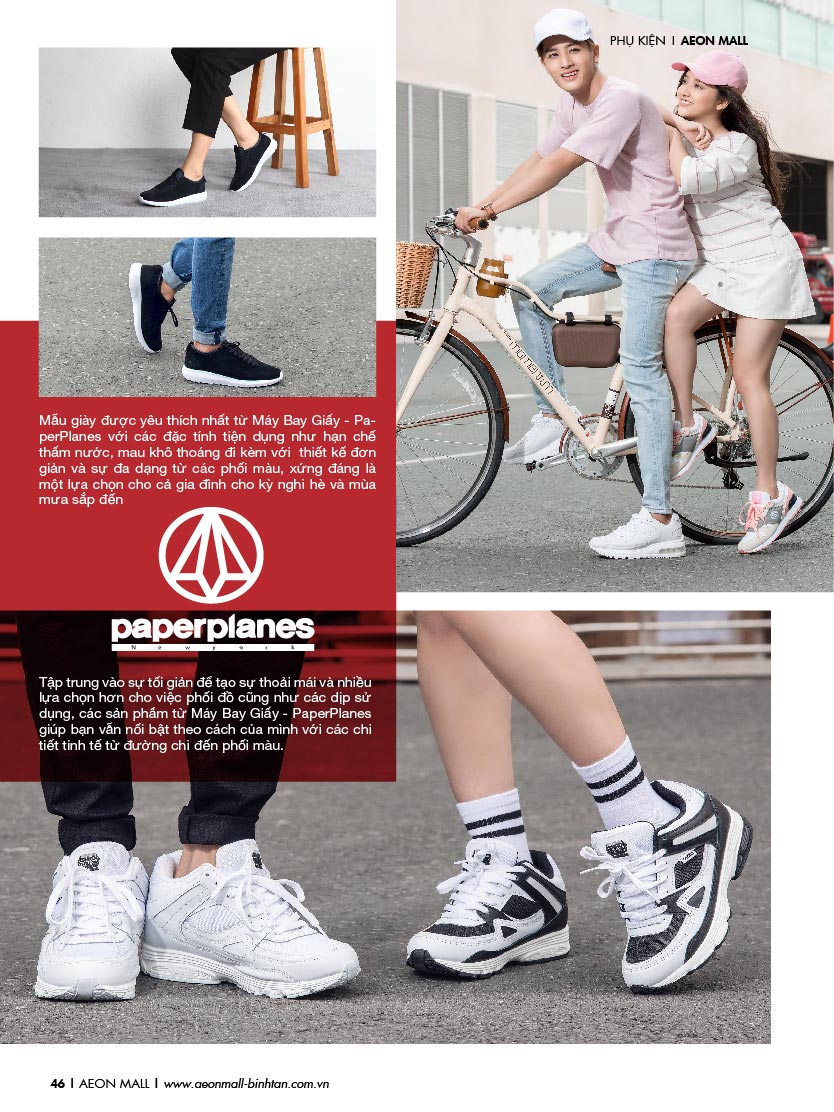 PHỤ KIỆN I AEON MALL
Mẫu giày được yêu thích nhất từ Máy Bay Giấy - Pa-
perPlanes với các đặc tính tiện dụng như hạn chế
thấm nước, mau khô thoáng đi kèm với thiết kế đơn
giản và sự đa dạng từ các phối màu, xứng đáng là
một lựa chọn cho cả gia đình cho kỳ nghỉ hè và mùa
mưa sắp đến
paperplanes
Newyork
Tập trung vào sự tối giản để tạo sự thoải mái và nhiều
lựa chọn hơn cho việc phối đồ cũng như các dịp sử
dụng, các sản phẩm từ Máy Bay Giấy - PaperPlanes
giúp bạn vẫn nổi bật theo cách của mình với các chi
tiết tinh tế từ đường chỉ đến phối màu.
46 I AEON MALL I www.aeonmall-binhtan.com.vn